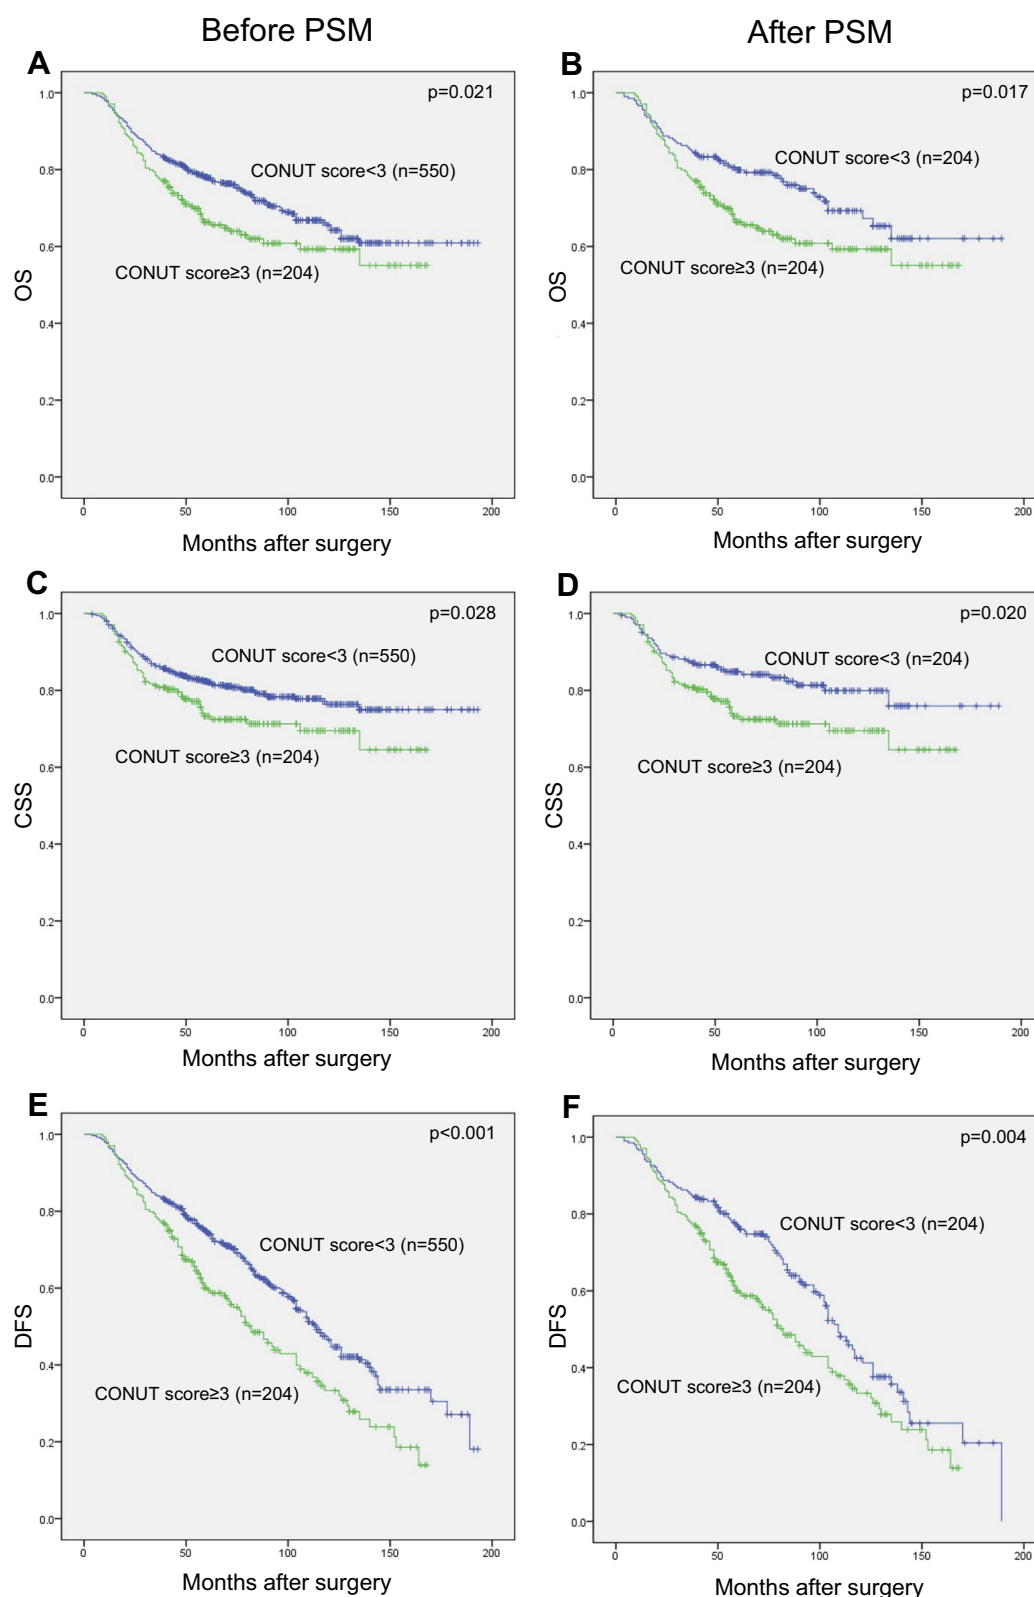 Before PSM
After PSM
A
p=0.021
1.0
0.8
0.6
0.4
0.2
0.0
OS
CONUT score<3 (n=550)
CONUT score≥3 (n=204)
0 50 100 150 200
Months after surgery
B
p=0.017
1.0
0.8
0.6
0.4
0.2
0.0
OS
CONUT score<3 (n=204)
CONUT score≥3 (n=204)
0 50 100 150 200
Months after surgery
C
p=0.028
1.0
0.8
0.6
0.4
0.2
0.0
CSS
CONUT score<3 (n=550)
CONUT score≥3 (n=204)
0 50 100 150 200
Months after surgery
D
p=0.020
1.0
0.8
0.6
0.4
0.2
0.0
CSS
CONUT score<3 (n=204)
CONUT score≥3 (n=204)
0 50 100 150 200
Months after surgery
E
p<0.001
1.0
0.8
0.6
0.4
0.2
0.0
DFS
CONUT score<3 (n=550)
CONUT score≥3 (n=204)
0 50 100 150 200
Months after surgery
F
p=0.004
1.0
0.8
0.6
0.4
0.2
0.0
DFS
CONUT score<3 (n=204)
CONUT score≥3 (n=204)
0 50 100 150 200
Months after surgery